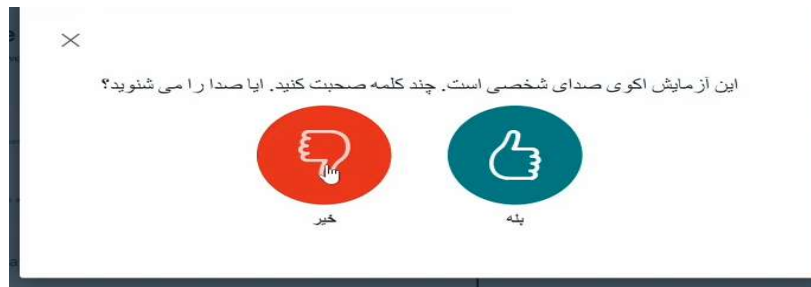 این آزمایش اکوی صدای شخصی است. چند کلمه صحبت کنید. ایا صدا را می شنوید؟
بله
خیر